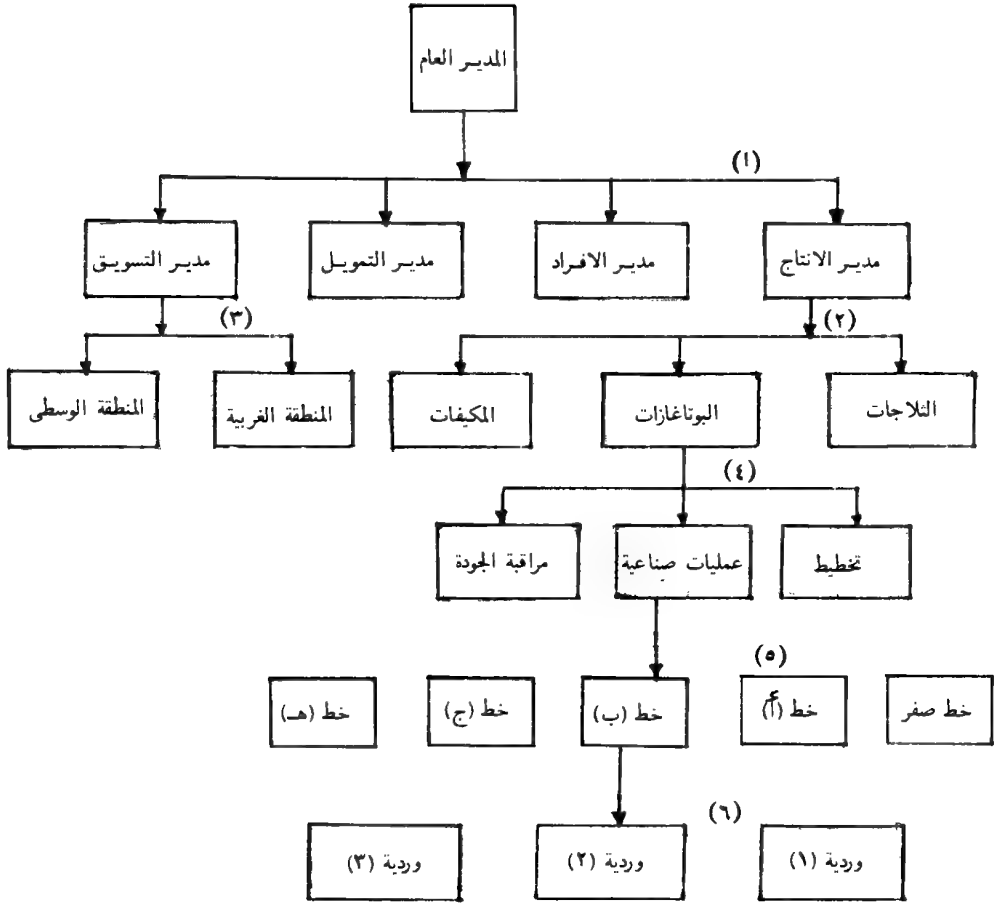 المدير العام
(١)
مدير الانتاج
مدير الافراد
مدير التمويل
مدير التسويق
(٢)
(٣)
الثلاجات
البوتاغازات
المكيفات
المنطقة الغربية
المنطقة الوسطى
(٤)
تخطيط
عمليات صناعية
مراقبة الجودة
(٥)
خط صفر
خط (أ)
خط (ب)
خط (ج)
خط (هـ)
(٦)
وردية (١)
وردية (٢)
وردية (٣)